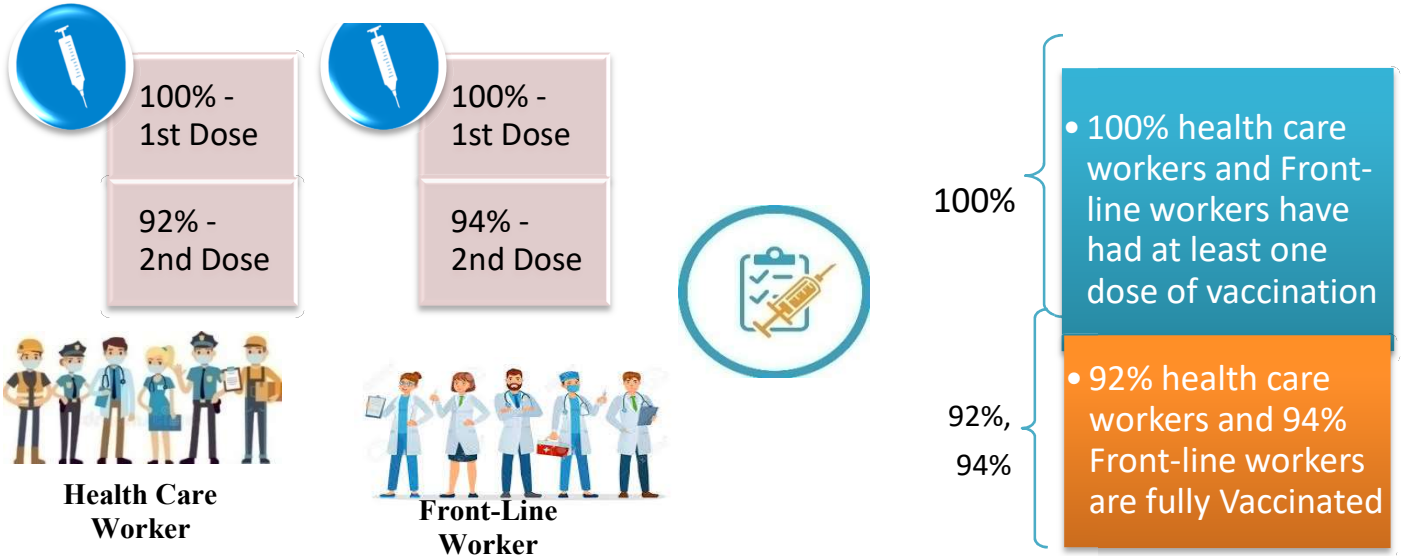 100% -
1st Dose
92% -
2nd Dose
Health Care
Worker
100% -
1st Dose
94% -
2nd Dose
Front-Line
Worker
100%
• 100% health care
workers and Front-
line workers have
had at least one
dose of vaccination
92%,
94%
• 92% health care
workers and 94%
Front-line workers
are fully Vaccinated